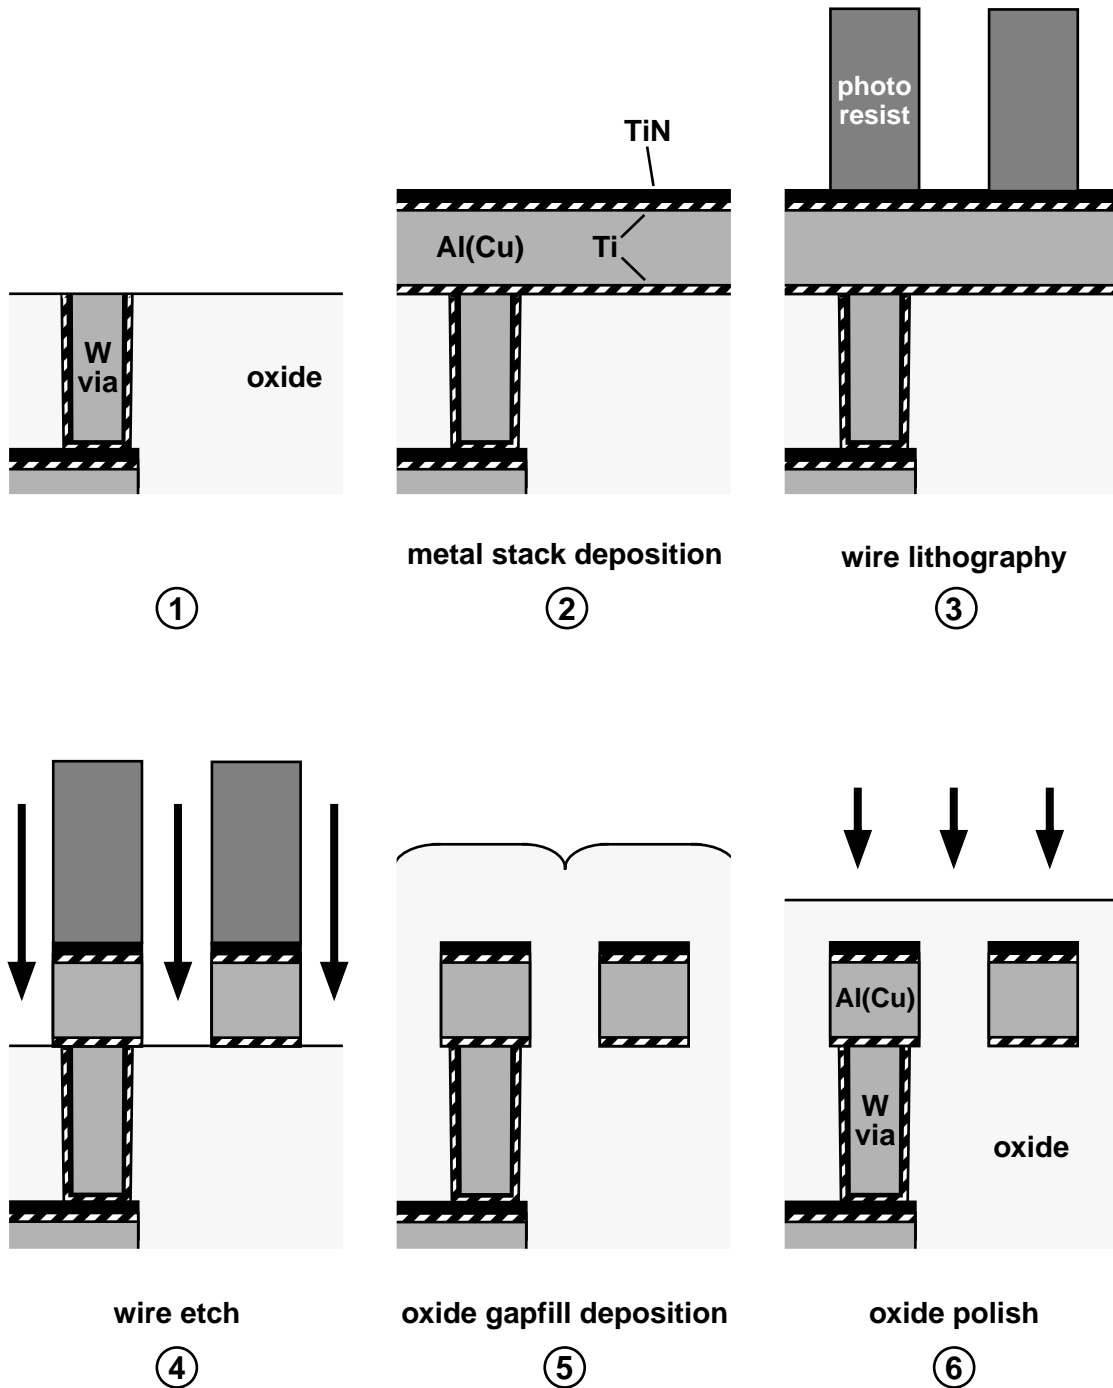 W
via
oxide
①
TiN
Al(Cu)
Ti
metal stack deposition
②
photo
resist
wire lithography
③
wire etch
④
oxide gapfill deposition
⑤
Al(Cu)
W
via
oxide
oxide polish
⑥